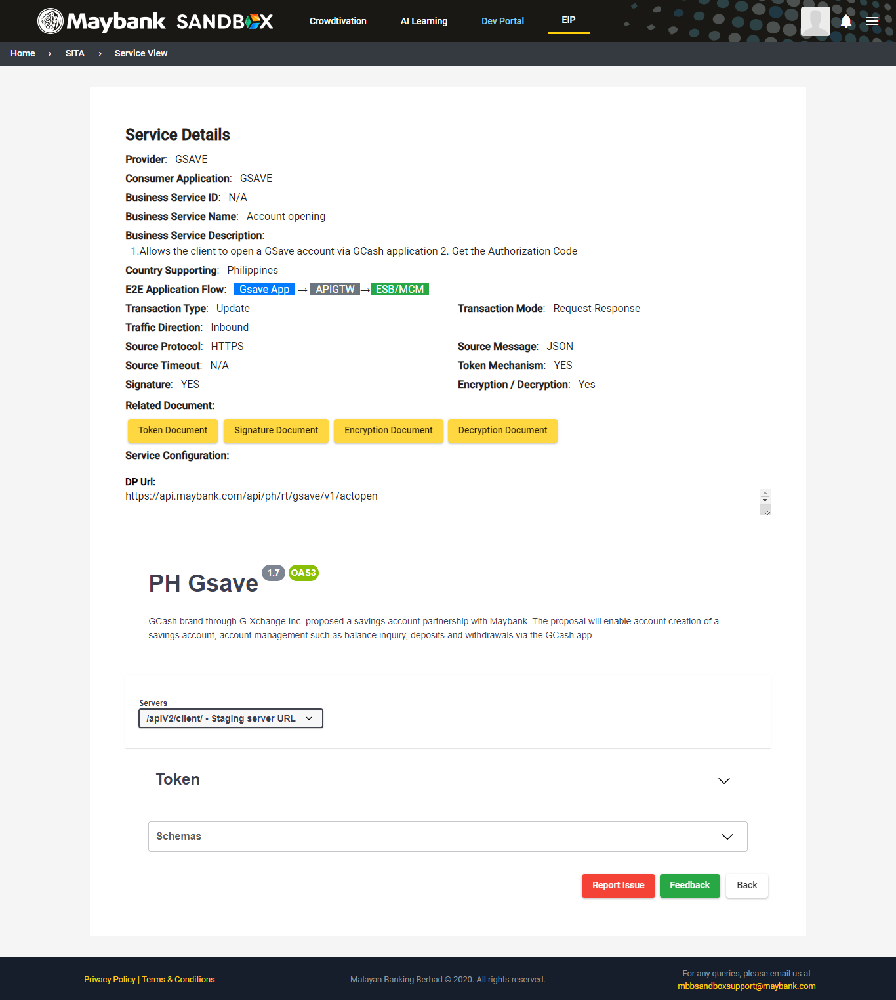 Maybank SANDBOX Crowdtivation AI Learning Dev Portal EIP
Home › SITA › Service View
Service Details
Provider: GSAVE
Consumer Application: GSAVE
Business Service ID: N/A
Business Service Name: Account opening
Business Service Description:
1.Allows the client to open a GSave account via GCash application 2. Get the Authorization Code
Country Supporting: Philippines
E2E Application Flow: Gsave App → APIGTW → ESB/MCM
Transaction Type: Update Transaction Mode: Request-Response
Traffic Direction: Inbound
Source Protocol: HTTPS Source Message: JSON
Source Timeout: N/A Token Mechanism: YES
Signature: YES Encryption / Decryption: Yes
Related Document:
Token Document Signature Document Encryption Document Decryption Document
Service Configuration:
DP Url:
https://api.maybank.com/api/ph/rt/gsave/v1/actopen
PH Gsave 1.7 OAS3
GCash brand through G-Xchange Inc. proposed a savings account partnership with Maybank. The proposal will enable account creation of a
savings account, account management such as balance inquiry, deposits and withdrawals via the GCash app.
Servers
/apiV2/client/ - Staging server URL
Token
Schemas
Report Issue Feedback Back
Privacy Policy | Terms & Conditions Malayan Banking Berhad © 2020. All rights reserved. For any queries, please email us at
mbbsandboxsupport@maybank.com